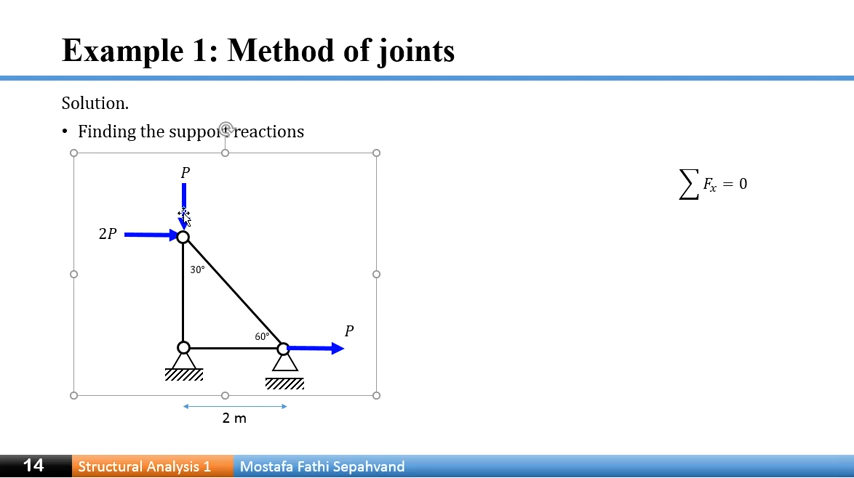 Example 1: Method of joints
Solution.
• Finding the support reactions
P
∑ Fx = 0
2P
30°
60°
P
2 m
14 Structural Analysis 1 Mostafa Fathi Sepahvand